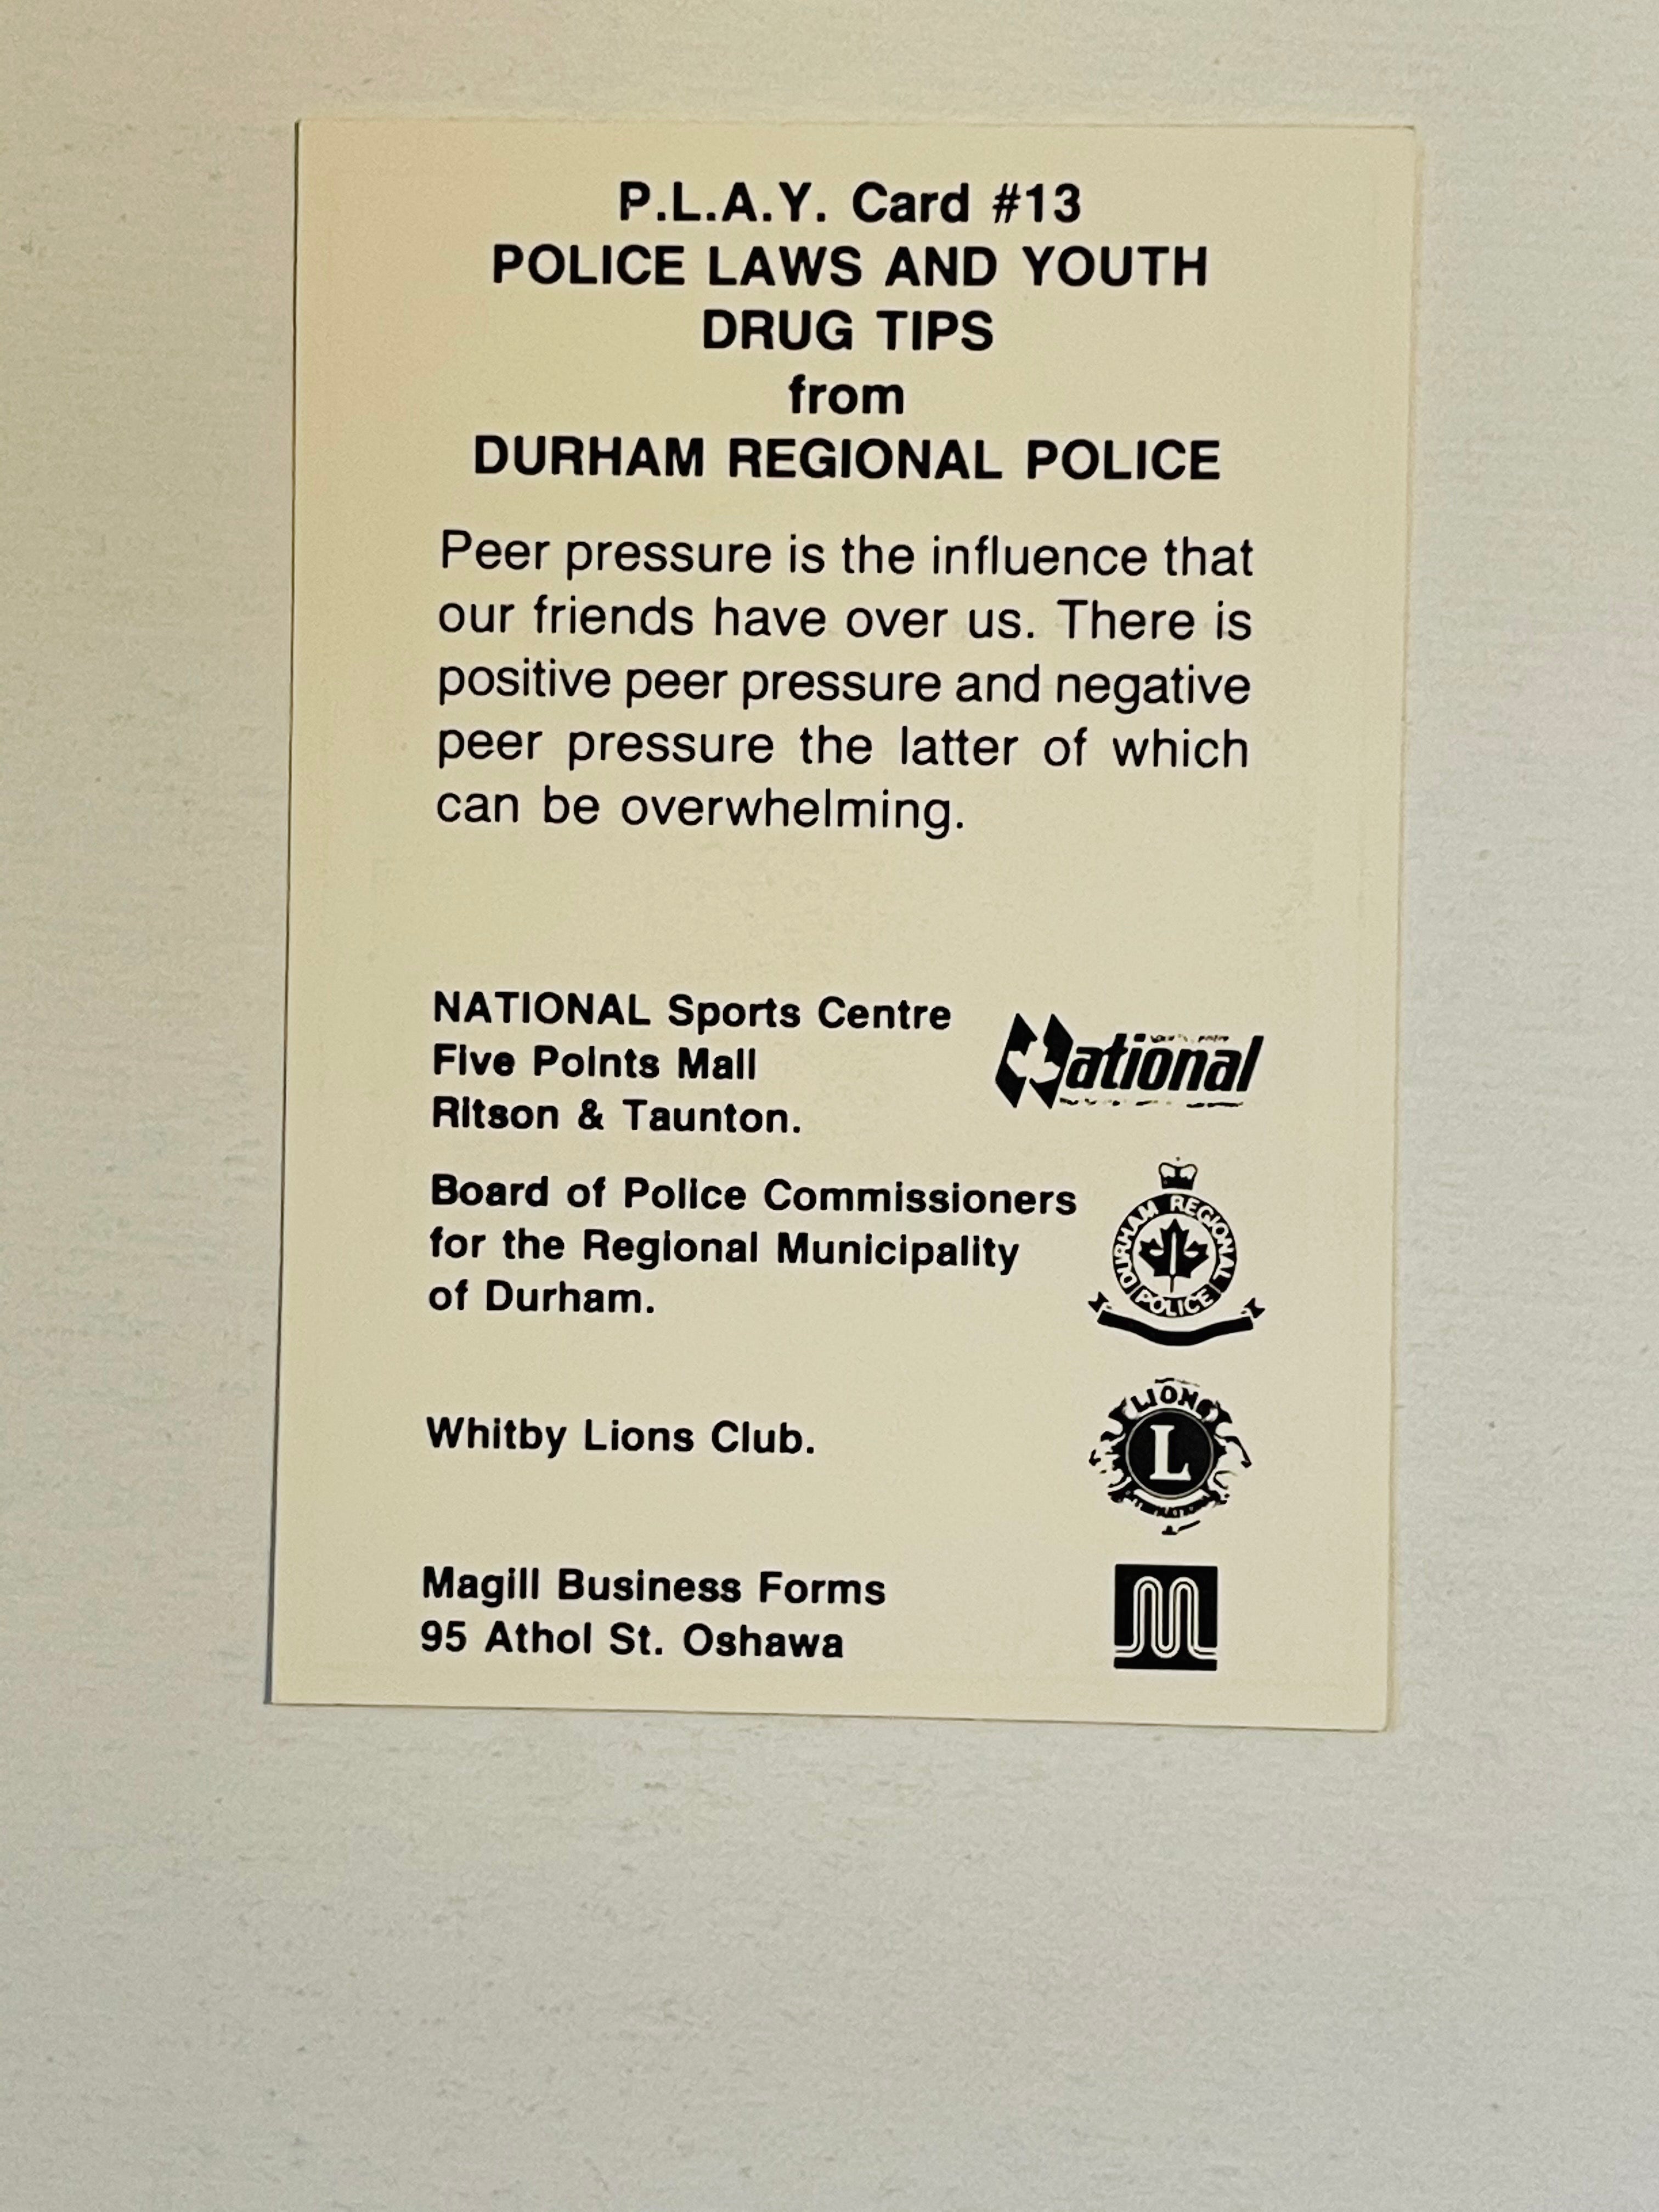 P.L.A.Y. Card #13
POLICE LAWS AND YOUTH
DRUG TIPS
from
DURHAM REGIONAL POLICE
Peer pressure is the influence that
our friends have over us. There is
positive peer pressure and negative
peer pressure the latter of which
can be overwhelming.
NATIONAL Sports Centre
Five Points Mall
Ritson & Taunton.
National
Board of Police Commissioners
for the Regional Municipality
of Durham.
DURHAM REGIONAL
POLICE
Whitby Lions Club.
LIONS
L
Magill Business Forms
95 Athol St. Oshawa
M